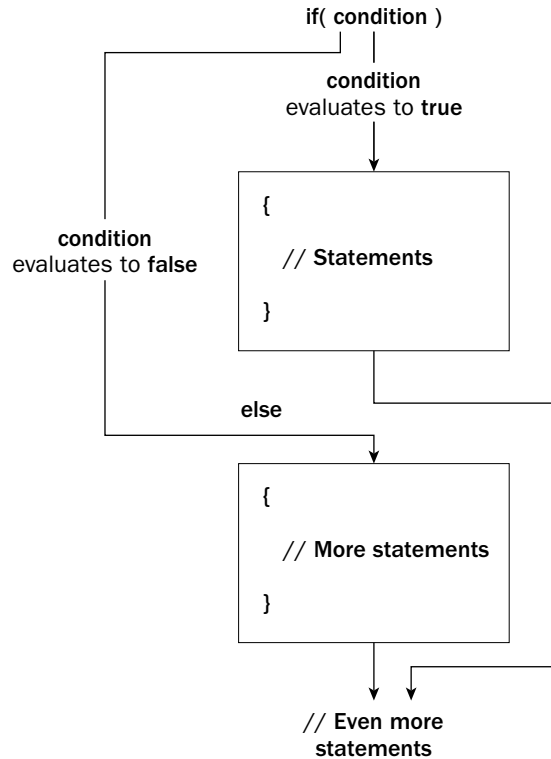 if( condition )
condition
evaluates to true
{
// Statements
}
condition
evaluates to false
else
{
// More statements
}
// Even more
statements